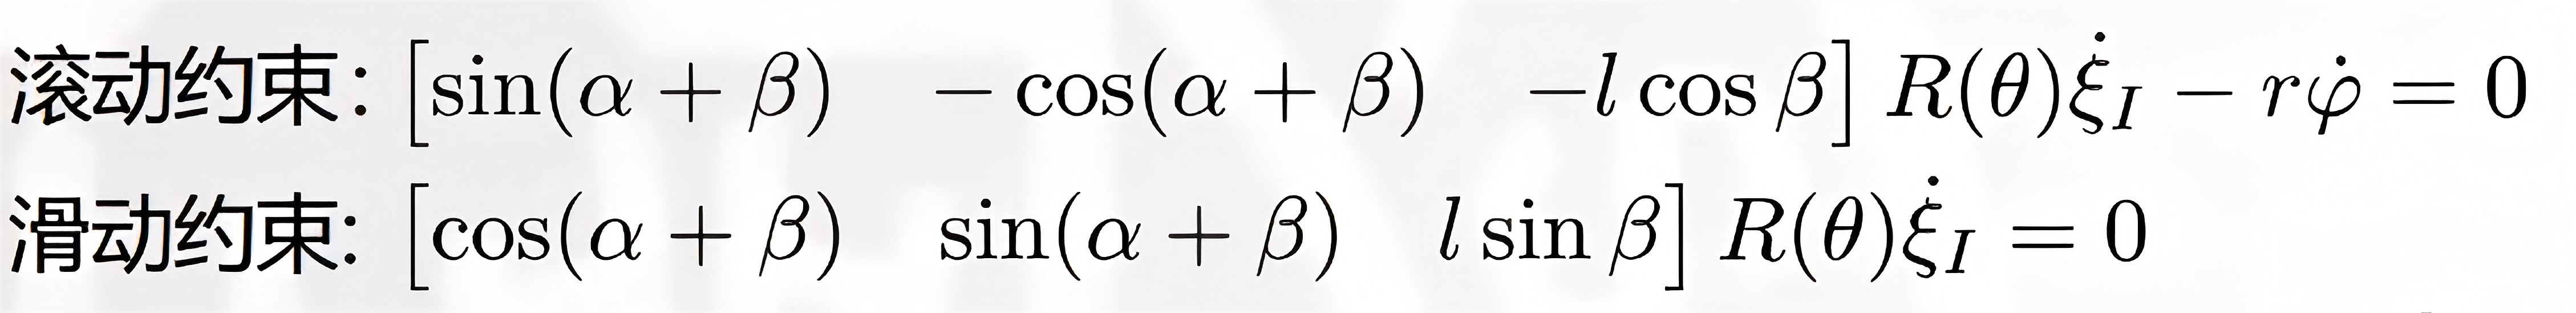 滚动约束: [sin(α + β)  − cos(α + β)  −l cos β] R(θ)ξ̇_I − rφ̇ = 0
滑动约束: [cos(α + β)  sin(α + β)  l sin β] R(θ)ξ̇_I = 0